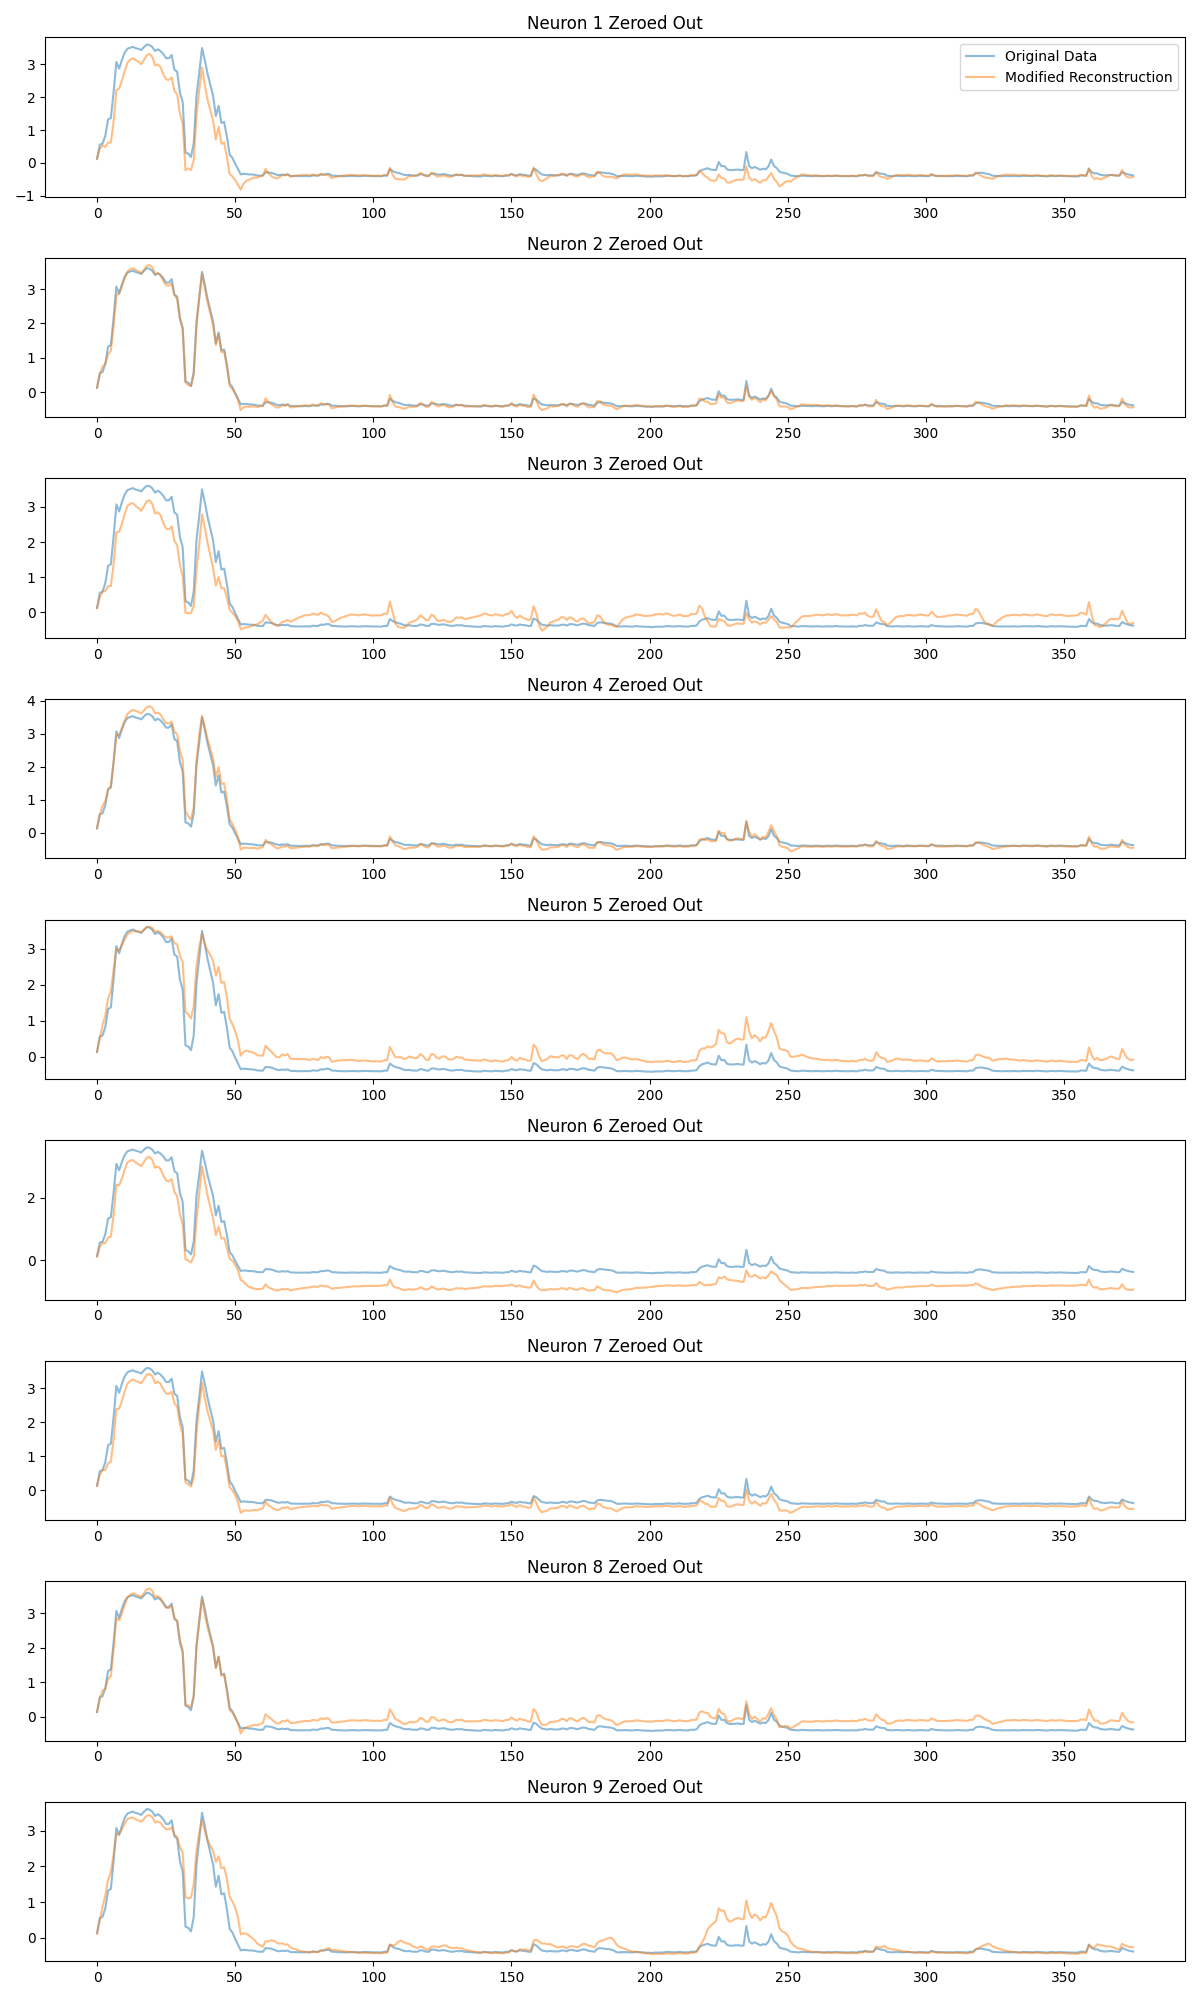 Neuron 1 Zeroed Out
Original Data
Modified Reconstruction
3
2
1
0
−1
0 50 100 150 200 250 300 350
Neuron 2 Zeroed Out
3
2
1
0
0 50 100 150 200 250 300 350
Neuron 3 Zeroed Out
3
2
1
0
0 50 100 150 200 250 300 350
Neuron 4 Zeroed Out
4
3
2
1
0
0 50 100 150 200 250 300 350
Neuron 5 Zeroed Out
3
2
1
0
0 50 100 150 200 250 300 350
Neuron 6 Zeroed Out
2
0
0 50 100 150 200 250 300 350
Neuron 7 Zeroed Out
3
2
1
0
0 50 100 150 200 250 300 350
Neuron 8 Zeroed Out
3
2
1
0
0 50 100 150 200 250 300 350
Neuron 9 Zeroed Out
3
2
1
0
0 50 100 150 200 250 300 350